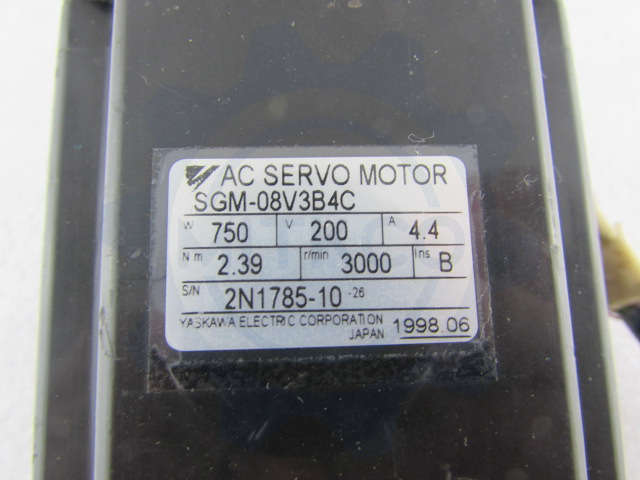 AC SERVO MOTOR
SGM-08V3B4C
W 750 V 200 A 4.4
N m 2.39 r/min 3000 Ins B
S/N 2N1785-10 -26
YASKAWA ELECTRIC CORPORATION
JAPAN 1998.06